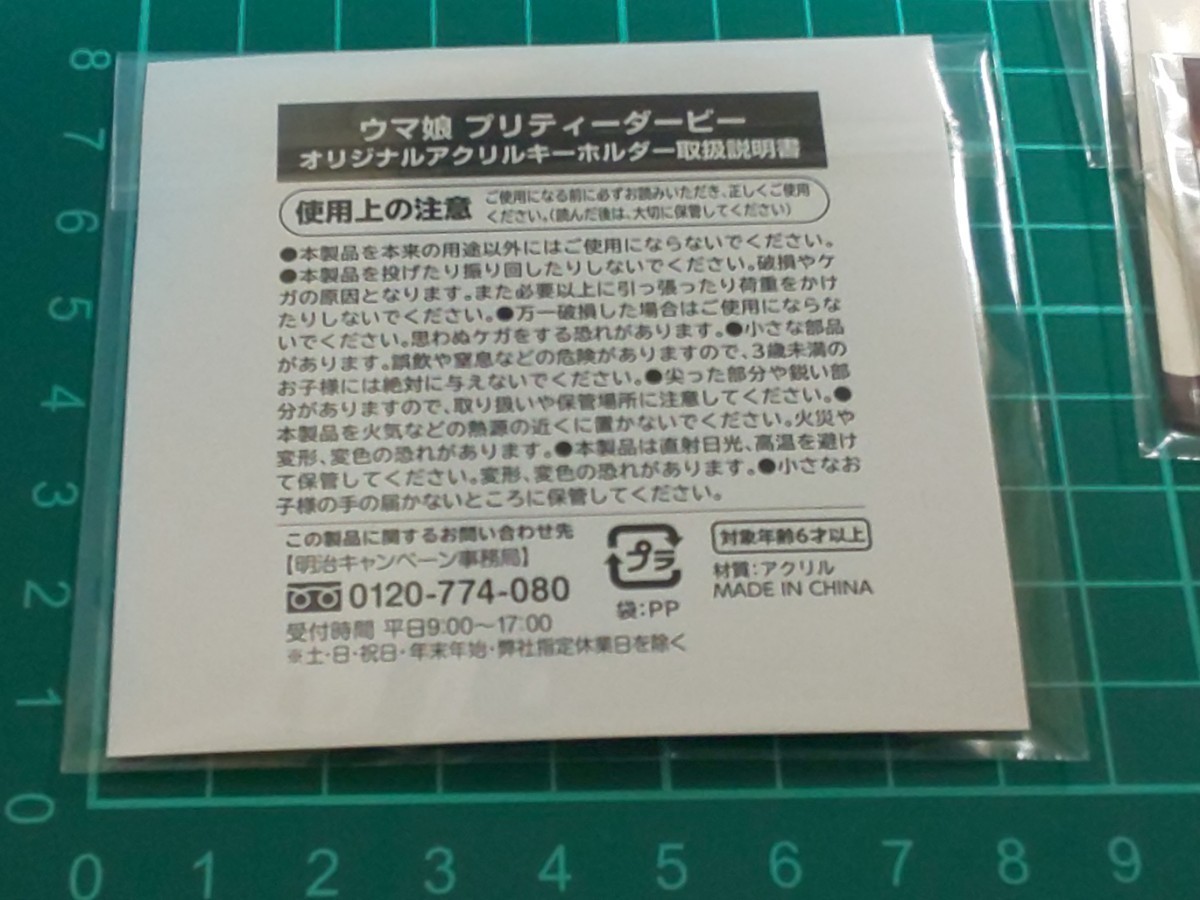 ウマ娘 プリティーダービー
オリジナルアクリルキーホルダー取扱説明書
使用上の注意
ご使用になる前に必ずお読みいただき、正しくご使用
ください。(読んだ後は、大切に保管してください)
●本製品を本来の用途以外にはご使用にならないでください。
●本製品を投げたり振り回したりしないでください。破損やケ
ガの原因となります。また必要以上に引っ張ったり荷重をかけ
たりしないでください。●万一破損した場合はご使用にならな
いでください。思わぬケガをする恐れがあります。●小さな部品
があります。誤飲や窒息などの危険がありますので、3歳未満の
お子様には絶対に与えないでください。●尖った部分や鋭い部
分がありますので、取り扱いや保管場所に注意してください。●
本製品を火気などの熱源の近くに置かないでください。火災や
変形、変色の恐れがあります。●本製品は直射日光、高温を避け
て保管してください。変形、変色の恐れがあります。●小さなお
子様の手の届かないところに保管してください。
この製品に関するお問い合わせ先
【明治キャンペーン事務局】
0120-774-080
受付時間 平日9:00～17:00
※土・日・祝日・年末年始・弊社指定休業日を除く
プラ
袋:PP
対象年齢6才以上
材質:アクリル
MADE IN CHINA
8
7
6
5
4
3
2
1
0
0 1 2 3 4 5 6 7 8 9